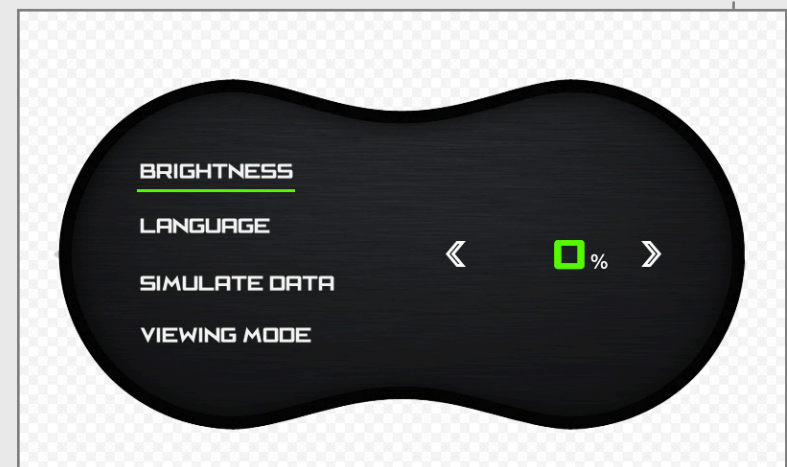 BRIGHTNESS
LANGUAGE
0%
SIMULATE DATA
VIEWING MODE